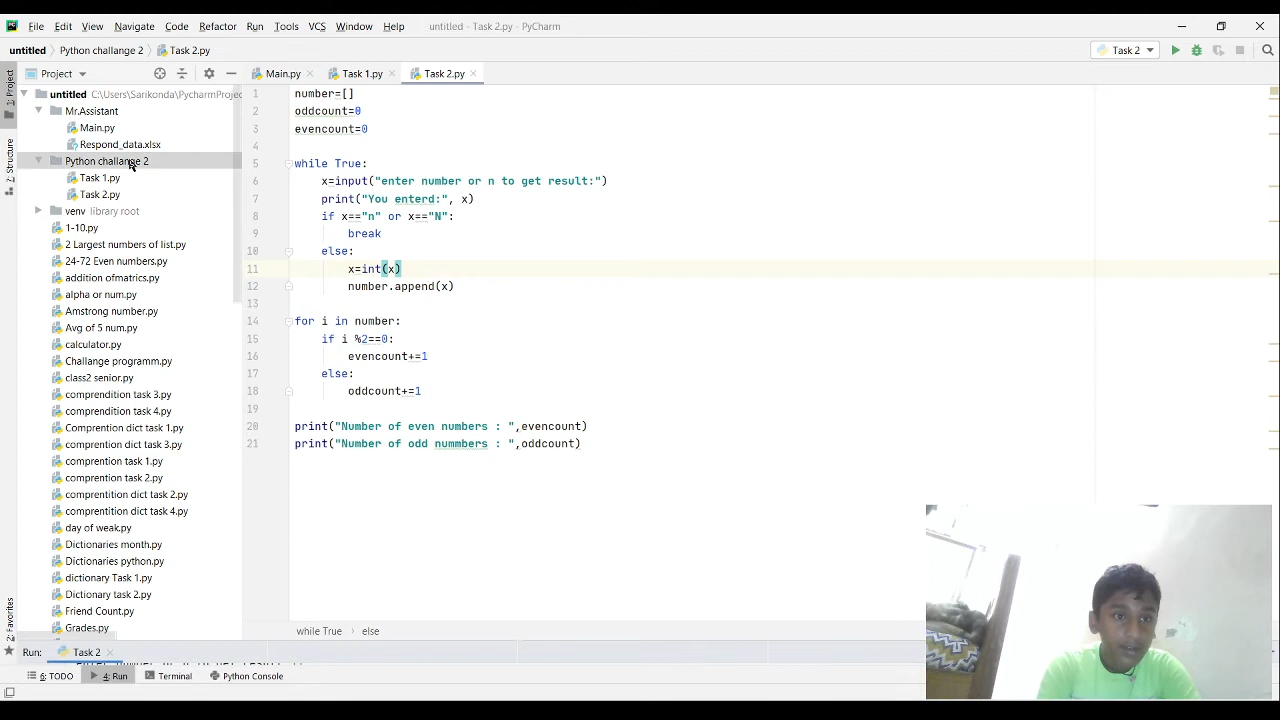 File Edit View Navigate Code Refactor Run Tools VCS Window Help untitled - Task 2.py - PyCharm
untitled Python challange 2 Task 2.py Task 2
Project Main.py Task 1.py Task 2.py
1: Project
Structure
2: Favorites
untitled C:\Users\Sarikonda\PycharmProjec
Mr.Assistant
Main.py
Respond_data.xlsx
Python challange 2
Task 1.py
Task 2.py
venv library root
1-10.py
2 Largest numbers of list.py
24-72 Even numbers.py
addition ofmatrics.py
alpha or num.py
Amstrong number.py
Avg of 5 num.py
calculator.py
Challange programm.py
class2 senior.py
comprendition task 3.py
comprendition task 4.py
Comprention dict task 1.py
comprention dict task 3.py
comprention task 1.py
comprention task 2.py
comprentition dict task 2.py
comprentition dict task 4.py
day of weak.py
Dictionaries month.py
Dictionaries python.py
dictionary Task 1.py
Dictionary task 2.py
Friend Count.py
Grades.py
1 number=[]
2 oddcount=0
3 evencount=0
4
5 while True:
6 x=input("enter number or n to get result:")
7 print("You enterd:", x)
8 if x=="n" or x=="N":
9 break
10 else:
11 x=int(x)
12 number.append(x)
13
14 for i in number:
15 if i %2==0:
16 evencount+=1
17 else:
18 oddcount+=1
19
20 print("Number of even numbers : ",evencount)
21 print("Number of odd nummbers : ",oddcount)
while True else
Run: Task 2
6: TODO 4: Run Terminal Python Console